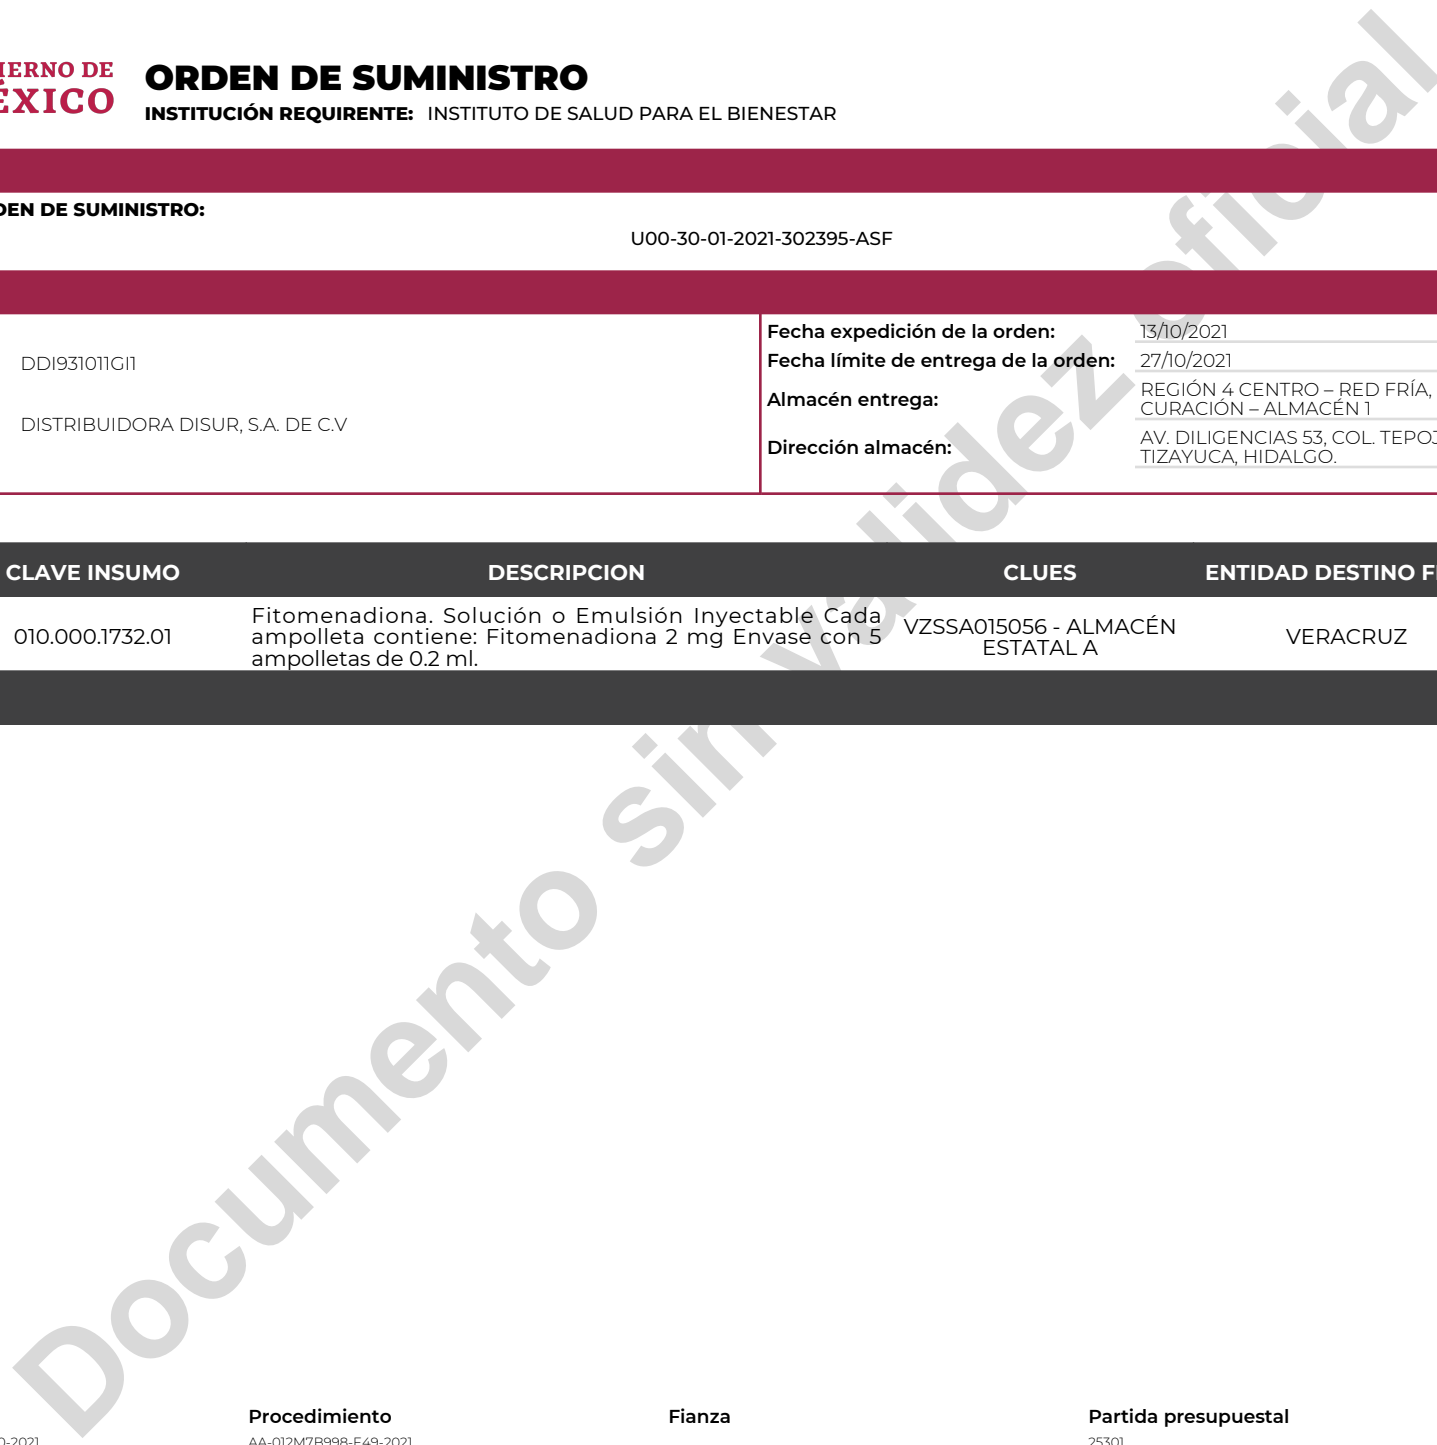 ORDEN DE SUMINISTRO
INSTITUCIÓN REQUIRENTE: INSTITUTO DE SALUD PARA EL BIENESTAR
DE
MÉXICO
DE SUMINISTRO:
U00-30-01-2021-302395-ASF
DDI931011GI1
DISTRIBUIDORA DISUR, S.A. DE C.V
Fecha expedición de la orden: 13/10/2021
Fecha límite de entrega de la orden: 27/10/2021
Almacén entrega: REGIÓN 4 CENTRO – RED FRÍA,
CURACIÓN – ALMACÉN 1
Dirección almacén: AV. DILIGENCIAS 53, COL.
TIZAYUCA, HIDALGO.
CLAVE INSUMO DESCRIPCION CLUES ENTIDAD DESTINO
010.000.1732.01
Fitomenadiona. Solución o Emulsión Inyectable Cada
ampolleta contiene: Fitomenadiona 2 mg Envase con 5
ampolletas de 0.2 ml.
VZSSA015056 - ALMACÉN
ESTATAL A
VERACRUZ
Documento sin validez oficial
Procedimiento Fianza Partida presupuestal
AA-012M7B998-E49-2021 25301